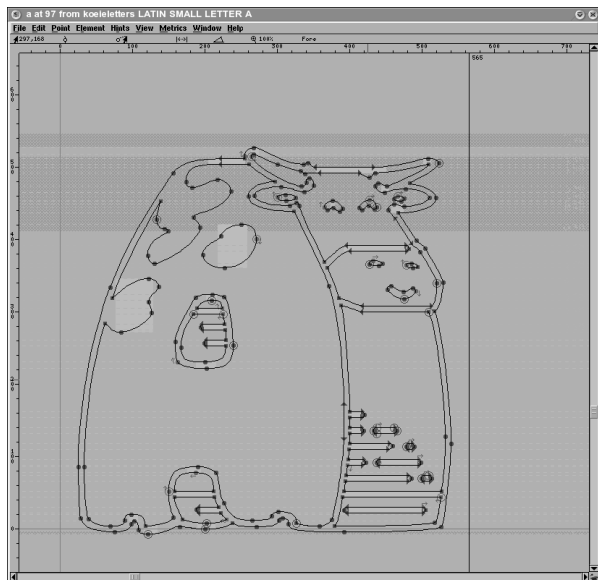 a at 97 from koeieletters LATIN SMALL LETTER A
File Edit Point Element Hints View Metrics Window Help
297,168 100% Fore
0 100 200 300 400 500 600 700
565